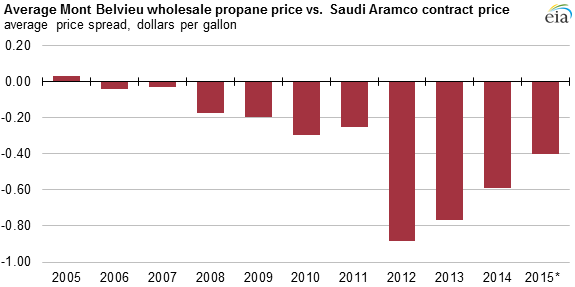 Average Mont Belvieu wholesale propane price vs. Saudi Aramco contract price
average price spread, dollars per gallon
eia
0.20
0.00
-0.20
-0.40
-0.60
-0.80
-1.00
2005 2006 2007 2008 2009 2010 2011 2012 2013 2014 2015*